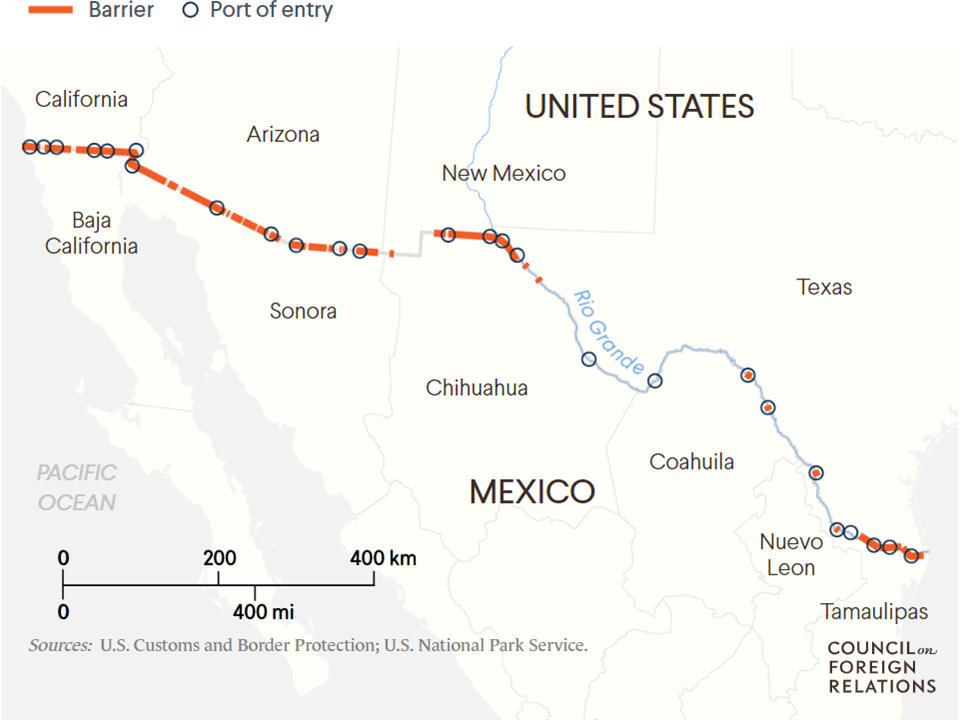 Barrier Port of entry
California
UNITED STATES
Arizona
New Mexico
Baja
California
Texas
Sonora
Rio Grande
Chihuahua
Coahuila
PACIFIC
OCEAN
MEXICO
Nuevo
Leon
0 200 400 km
0 400 mi
Tamaulipas
Sources: U.S. Customs and Border Protection; U.S. National Park Service.
COUNCIL on
FOREIGN
RELATIONS